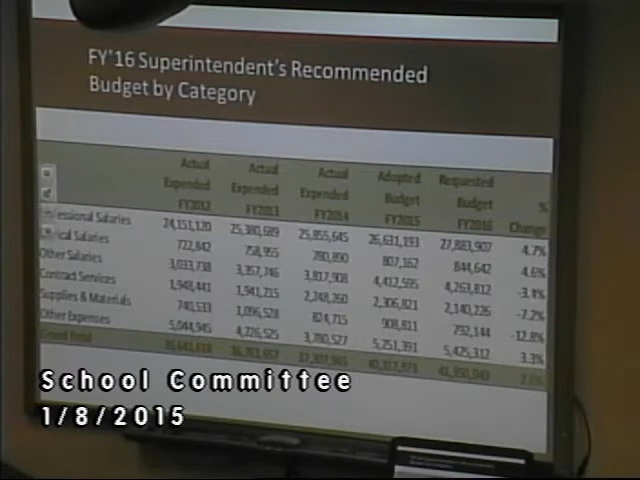 FY'16 Superintendent's Recommended
Budget by Category
Actual Expended FY2012 Actual Expended FY2013 Actual Expended FY2014 Adopted Budget FY2015 Requested Budget FY2016 % Change
Salaries 24,151,120 25,380,689 25,855,645 26,631,193 27,883,907 4.7%
Salaries 722,842 758,955 780,890 807,162 844,642 4.6%
Other Salaries 3,033,738 3,357,746 3,817,908 4,412,595 4,263,812 -3.4%
Contract Services 1,948,441 1,941,215 2,248,260 2,306,821 2,140,226 -7.2%
Supplies & Materials 740,533 1,096,528 824,715 908,811 792,144 -12.8%
Other Expenses 5,044,945 4,226,525 3,780,527 5,251,391 5,425,312 3.3%
Grand Total
School Committee
1/8/2015